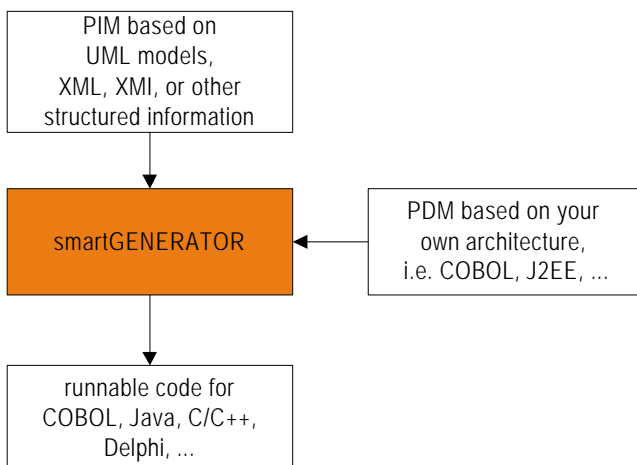 PIM based on
UML models,
XML, XMI, or other
structured information
smartGENERATOR
PDM based on your
own architecture,
i.e. COBOL, J2EE, ...
runnable code for
COBOL, Java, C/C++,
Delphi, ...